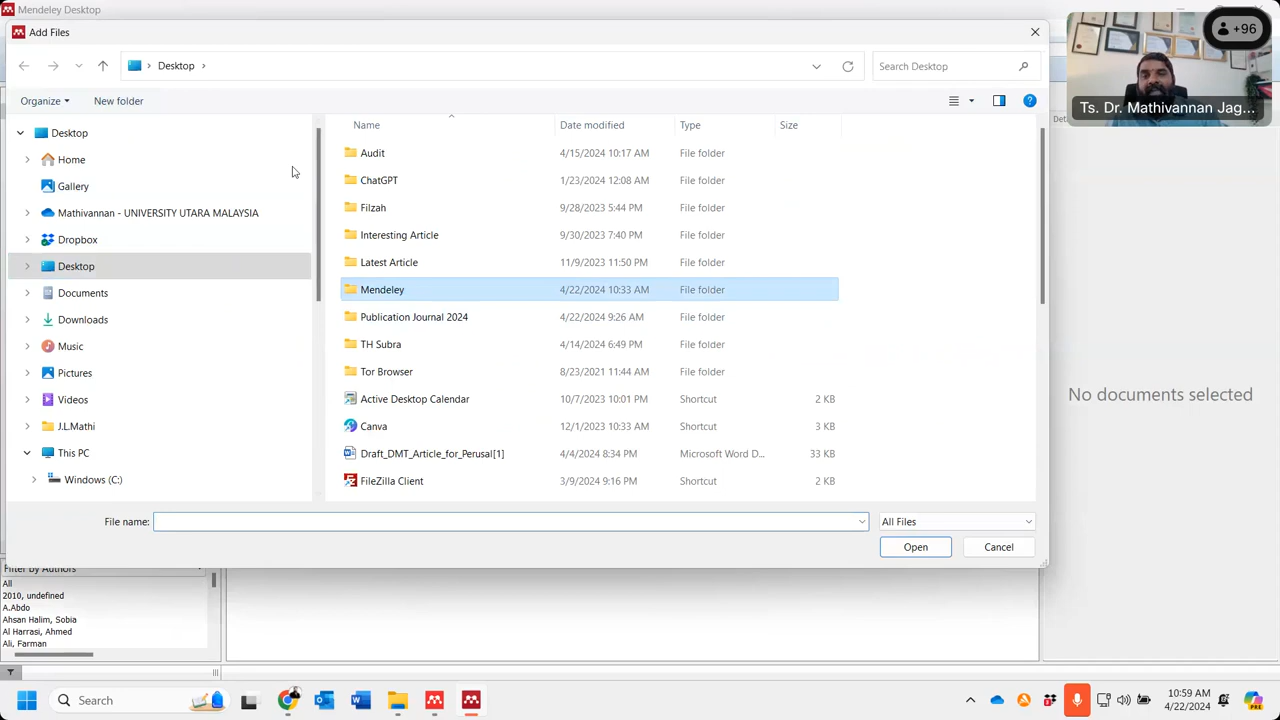 Mendeley Desktop
Add Files
Desktop
Search Desktop
+96
Ts. Dr. Mathivannan Jag...
Organize
New folder
Name
Date modified
Type
Size
Desktop
Home
Gallery
Mathivannan - UNIVERSITY UTARA MALAYSIA
Dropbox
Desktop
Documents
Downloads
Music
Pictures
Videos
J.L.Mathi
This PC
Windows (C:)
Audit 4/15/2024 10:17 AM File folder
ChatGPT 1/23/2024 12:08 AM File folder
Filzah 9/28/2023 5:44 PM File folder
Interesting Article 9/30/2023 7:40 PM File folder
Latest Article 11/9/2023 11:50 PM File folder
Mendeley 4/22/2024 10:33 AM File folder
Publication Journal 2024 4/22/2024 9:26 AM File folder
TH Subra 4/14/2024 6:49 PM File folder
Tor Browser 8/23/2021 11:44 AM File folder
Active Desktop Calendar 10/7/2023 10:01 PM Shortcut 2 KB
Canva 12/1/2023 10:33 AM Shortcut 3 KB
Draft_DMT_Article_for_Perusal[1] 4/4/2024 8:34 PM Microsoft Word D... 33 KB
FileZilla Client 3/9/2024 9:16 PM Shortcut 2 KB
No documents selected
File name:
All Files
Open
Cancel
Filter by Authors
All
2010, undefined
A.Abdo
Ahsan Halim, Sobia
Al Harrasi, Ahmed
Ali, Farman
Search
10:59 AM
4/22/2024